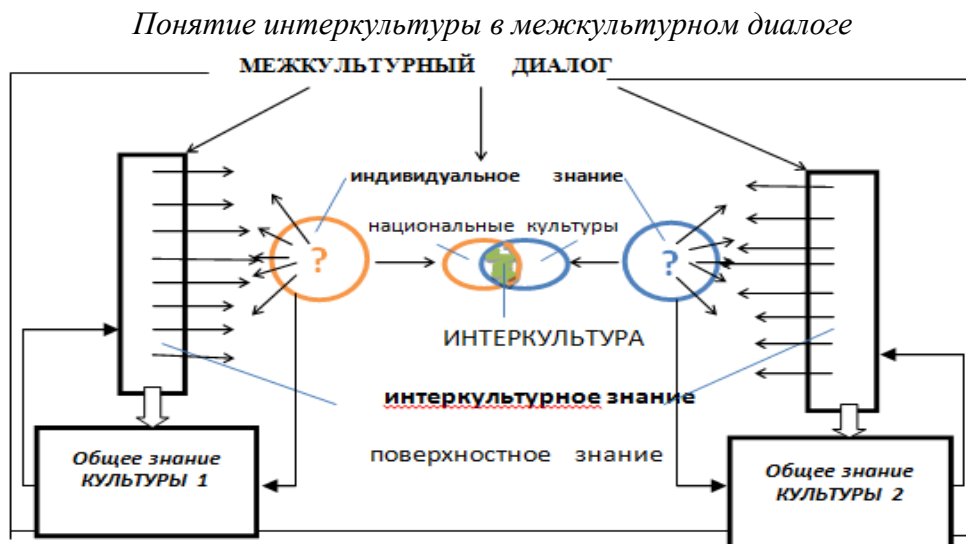 Понятие интеркультуры в межкультурном диалоге
МЕЖКУЛЬТУРНЫЙ ДИАЛОГ
индивидуальное знание
национальные культуры
? ?
ИНТЕРКУЛЬТУРА
интеркультурное знание
поверхностное знание
Общее знание
КУЛЬТУРЫ 1
Общее знание
КУЛЬТУРЫ 2